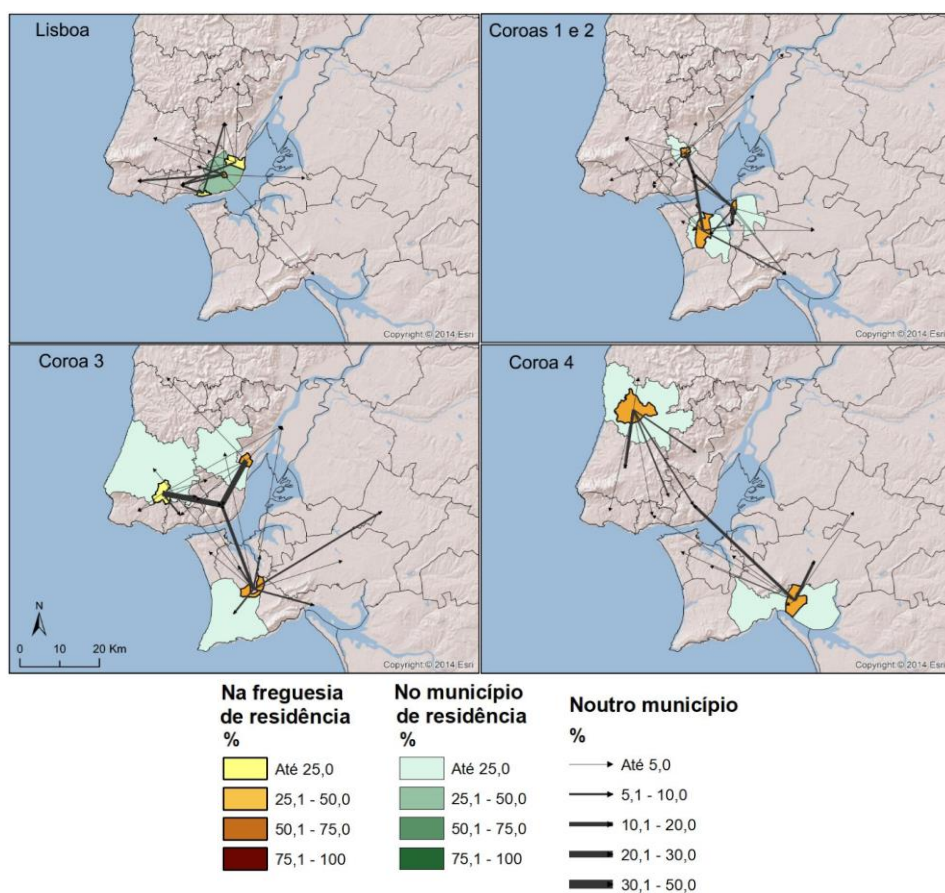 Lisboa
Copyright © 2014 Esri
Coroas 1 e 2
Copyright © 2014 Esri
Coroa 3
N
0 10 20 Km
Copyright © 2014 Esri
Coroa 4
Copyright © 2014 Esri
Na freguesia
de residência
%
Até 25,0
25,1 - 50,0
50,1 - 75,0
75,1 - 100
No município
de residência
%
Até 25,0
25,1 - 50,0
50,1 - 75,0
75,1 - 100
Noutro município
%
Até 5,0
5,1 - 10,0
10,1 - 20,0
20,1 - 30,0
30,1 - 50,0